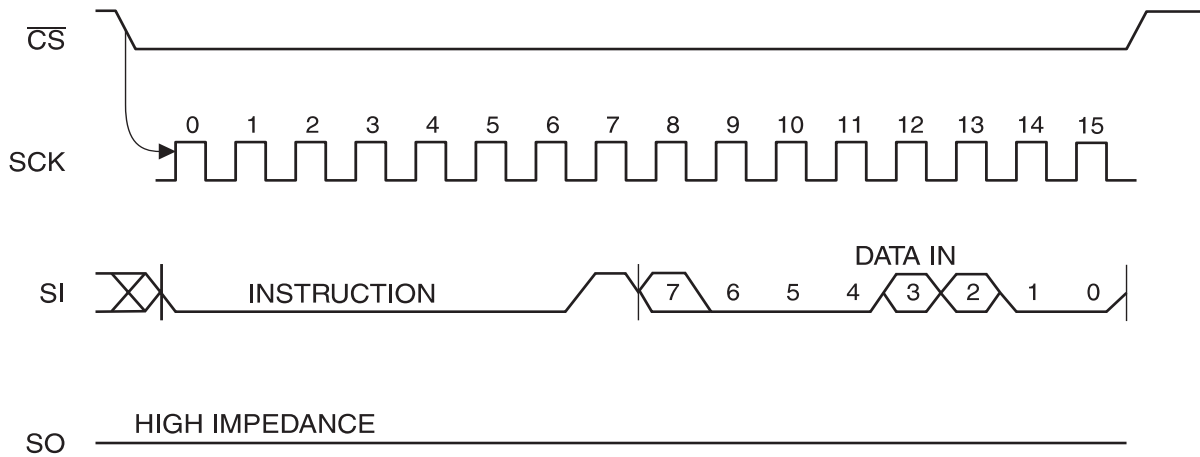 C̅S̅
0 1 2 3 4 5 6 7 8 9 10 11 12 13 14 15
SCK
DATA IN
SI INSTRUCTION 7 6 5 4 3 2 1 0
HIGH IMPEDANCE
SO